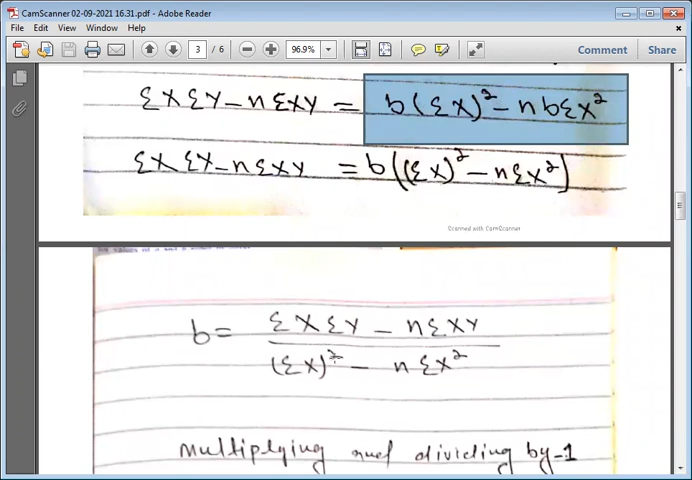 CamScanner 02-09-2021 16.31.pdf - Adobe Reader
File Edit View Window Help
3 / 6 96.9% Comment Share
ΣXΣY-nΣXY = b(ΣX)²-nbΣX²
ΣXΣX-nΣXY = b((ΣX)²-nΣX²)
Scanned with CamScanner
b= ΣXΣY-nΣXY
(ΣX)²- nΣX²
multiplying and dividing by-1